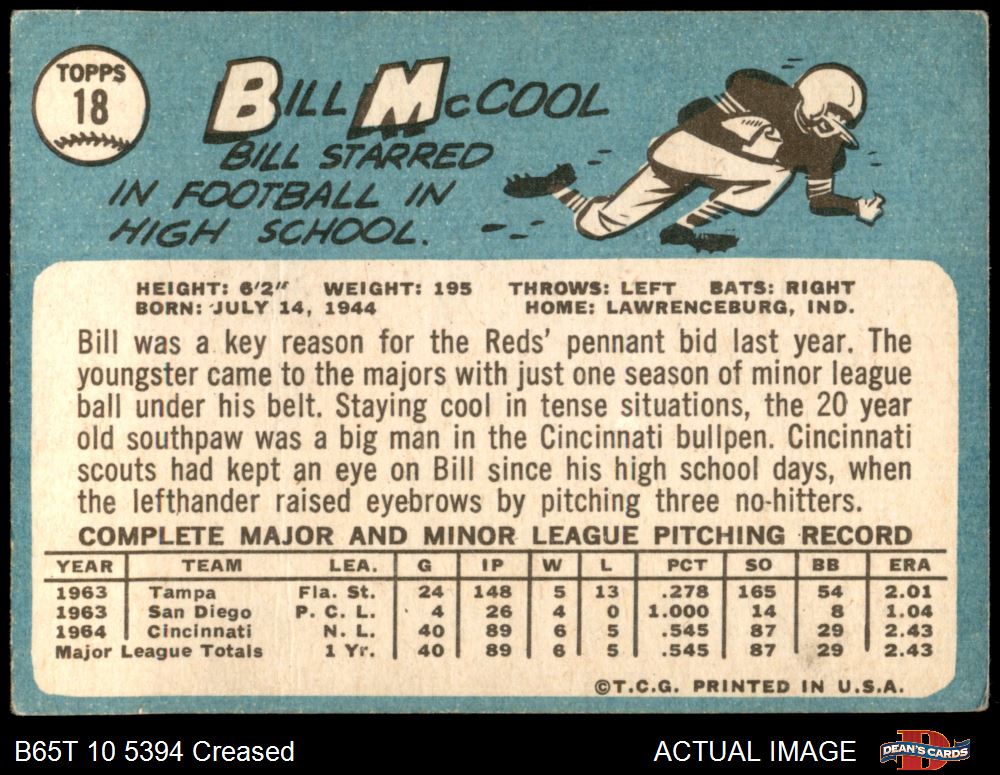 TOPPS
18
BILL McCOOL
BILL STARRED
IN FOOTBALL IN
HIGH SCHOOL.
HEIGHT: 6'2" WEIGHT: 195 THROWS: LEFT BATS: RIGHT
BORN: JULY 14, 1944 HOME: LAWRENCEBURG, IND.
Bill was a key reason for the Reds' pennant bid last year. The
youngster came to the majors with just one season of minor league
ball under his belt. Staying cool in tense situations, the 20 year
old southpaw was a big man in the Cincinnati bullpen. Cincinnati
scouts had kept an eye on Bill since his high school days, when
the lefthander raised eyebrows by pitching three no-hitters.
COMPLETE MAJOR AND MINOR LEAGUE PITCHING RECORD
YEAR TEAM LEA. G IP W L PCT SO BB ERA
1963 Tampa Fla. St. 24 148 5 13 .278 165 54 2.01
1963 San Diego P. C. L. 4 26 4 0 1.000 14 8 1.04
1964 Cincinnati N. L. 40 89 6 5 .545 87 29 2.43
Major League Totals 1 Yr. 40 89 6 5 .545 87 29 2.43
©T.C.G. PRINTED IN U.S.A.
B65T 10 5394 Creased ACTUAL IMAGE DEAN'S CARDS